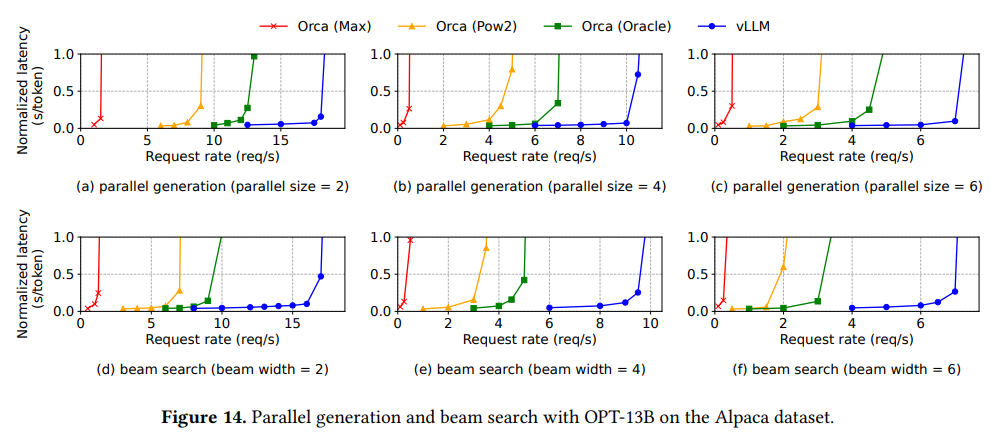 Orca (Max) Orca (Pow2) Orca (Oracle) vLLM
Normalized latency
(s/token)
1.0
0.5
0.0
0 5 10 15
Request rate (req/s)
(a) parallel generation (parallel size = 2)
1.0
0.5
0.0
0 2 4 6 8 10
Request rate (req/s)
(b) parallel generation (parallel size = 4)
1.0
0.5
0.0
0 2 4 6
Request rate (req/s)
(c) parallel generation (parallel size = 6)
Normalized latency
(s/token)
1.0
0.5
0.0
0 5 10 15
Request rate (req/s)
(d) beam search (beam width = 2)
1.0
0.5
0.0
0 2 4 6 8 10
Request rate (req/s)
(e) beam search (beam width = 4)
1.0
0.5
0.0
0 2 4 6
Request rate (req/s)
(f) beam search (beam width = 6)
Figure 14. Parallel generation and beam search with OPT-13B on the Alpaca dataset.